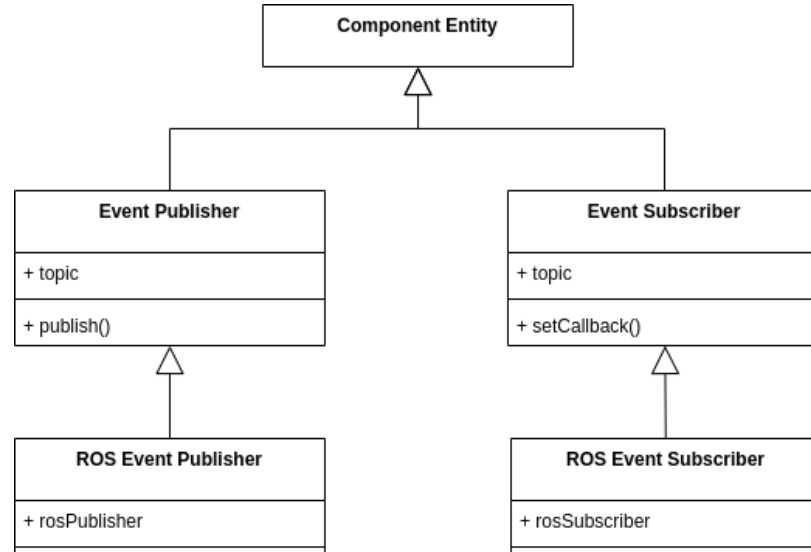 Component Entity
Event Publisher
+ topic
+ publish()
Event Subscriber
+ topic
+ setCallback()
ROS Event Publisher
+ rosPublisher
ROS Event Subscriber
+ rosSubscriber